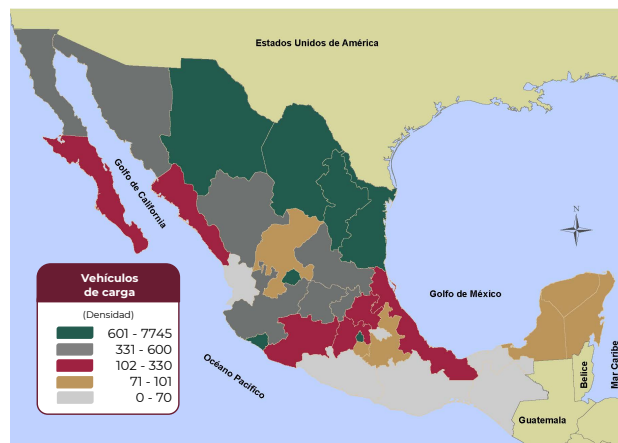 Estados Unidos de América
N
Golfo de California
Golfo de México
Océano Pacífico
Mar Caribe
Belice
Guatemala
Vehículos
de carga
(Densidad)
601 - 7745
331 - 600
102 - 330
71 - 101
0 - 70